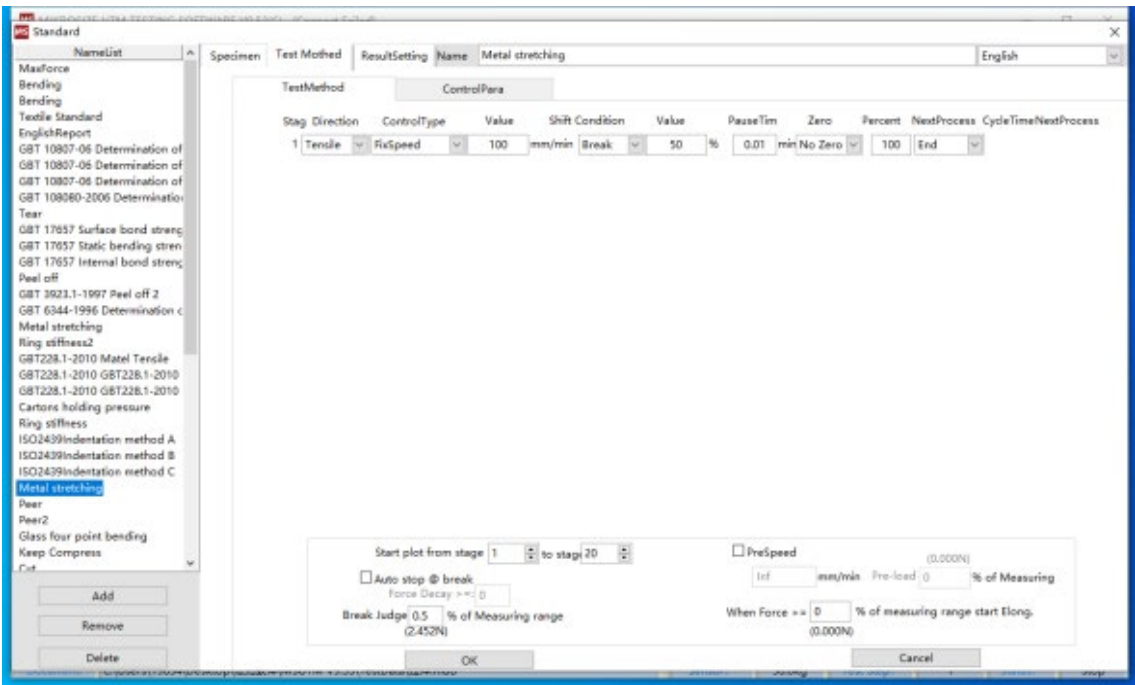 MS
Standard
NameList
MaxForce
Bending
Bending
Textile Standard
EnglishReport
GBT 10807-06 Determination of
GBT 10807-06 Determination of
GBT 10807-06 Determination of
GBT 108080-2006 Determinatio
Tear
GBT 17657 Surface bond streng
GBT 17657 Static bending stren
GBT 17657 Internal bond streng
Peel off
GBT 3923.1-1997 Peel off 2
GBT 6344-1996 Determination c
Metal stretching
Ring stiffness2
GBT228.1-2010 Matel Tensile
GBT228.1-2010 GBT228.1-2010
GBT228.1-2010 GBT228.1-2010
Cartons holding pressure
Ring stiffness
ISO2439Indentation method A
ISO2439Indentation method B
ISO2439Indentation method C
Metal stretching
Peer
Peer2
Glass four point bending
Keep Compress
Cut
Add
Remove
Delete
Specimen Test Mothed ResultSetting Name Metal stretching English
TestMethod ControlPara
Stag Direction ControlType Value Shift Condition Value PauseTim Zero Percent NextProcess CycleTimeNextProcess
1 Tensile FixSpeed 100 mm/min Break 50 % 0.01 min No Zero 100 End
Start plot from stage 1 to stag 20
Auto stop @ break
Force Decay >=: 0
Break Judge 0.5 % of Measuring range
(2.452N)
PreSpeed
(0.000N)
Inf mm/min Pre-load 0 % of Measuring
When Force >= 0 % of measuring range start Elong.
(0.000N)
OK Cancel